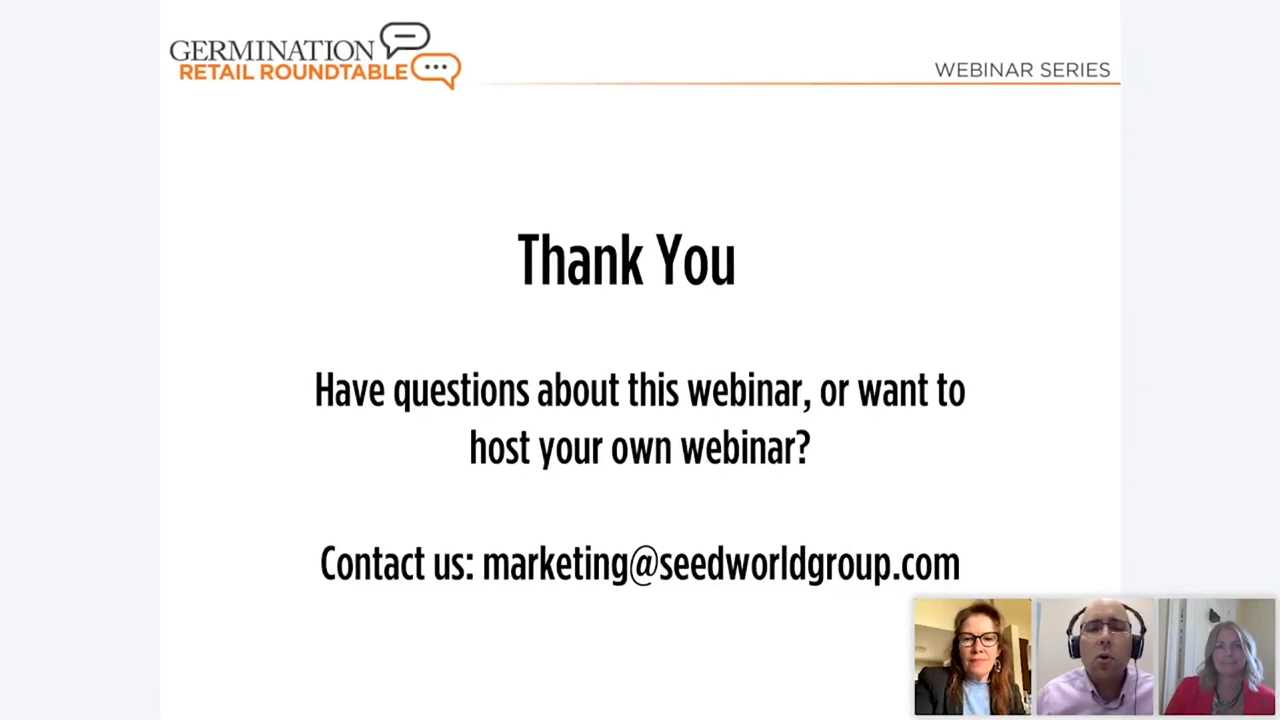 GERMINATION
RETAIL ROUNDTABLE
WEBINAR SERIES
Thank You
Have questions about this webinar, or want to
host your own webinar?
Contact us: marketing@seedworldgroup.com